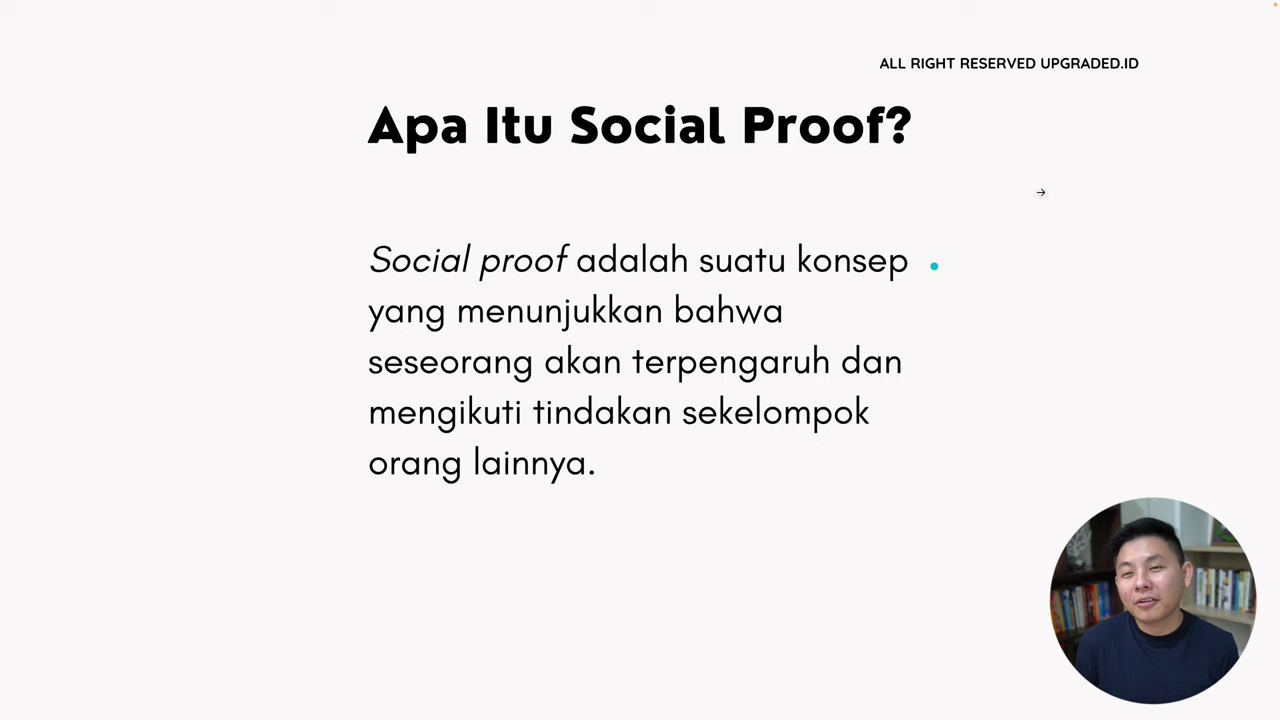 ALL RIGHT RESERVED UPGRADED.ID
Apa Itu Social Proof?
Social proof adalah suatu konsep
yang menunjukkan bahwa
seseorang akan terpengaruh dan
mengikuti tindakan sekelompok
orang lainnya.